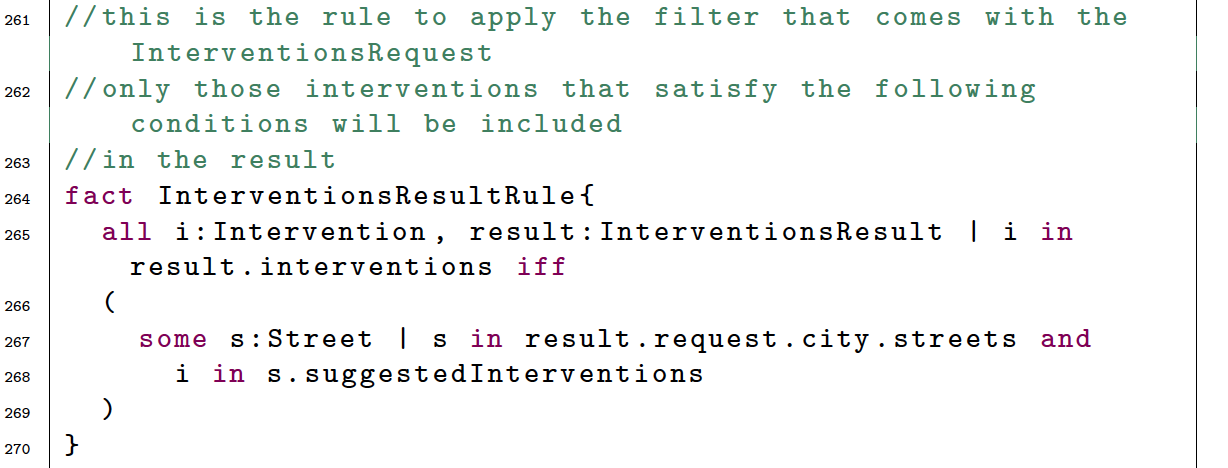 261 //this is the rule to apply the filter that comes with the
InterventionsRequest
262 //only those interventions that satisfy the following
conditions will be included
263 //in the result
264 fact InterventionsResultRule{
265 all i:Intervention, result:InterventionsResult | i in
result.interventions iff
266 (
267 some s:Street | s in result.request.city.streets and
268 i in s.suggestedInterventions
269 )
270 }